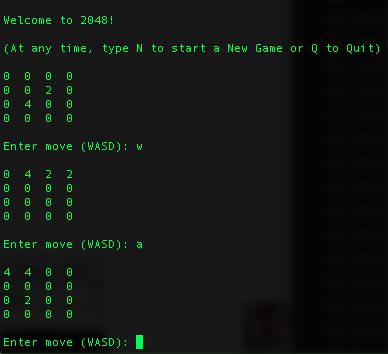 Welcome to 2048!
(At any time, type N to start a New Game or Q to Quit)
0 0 0 0
0 0 2 0
0 4 0 0
0 0 0 0
Enter move (WASD): w
0 4 2 2
0 0 0 0
0 0 0 0
0 0 0 0
Enter move (WASD): a
4 4 0 0
0 0 0 0
0 2 0 0
0 0 0 0
Enter move (WASD):